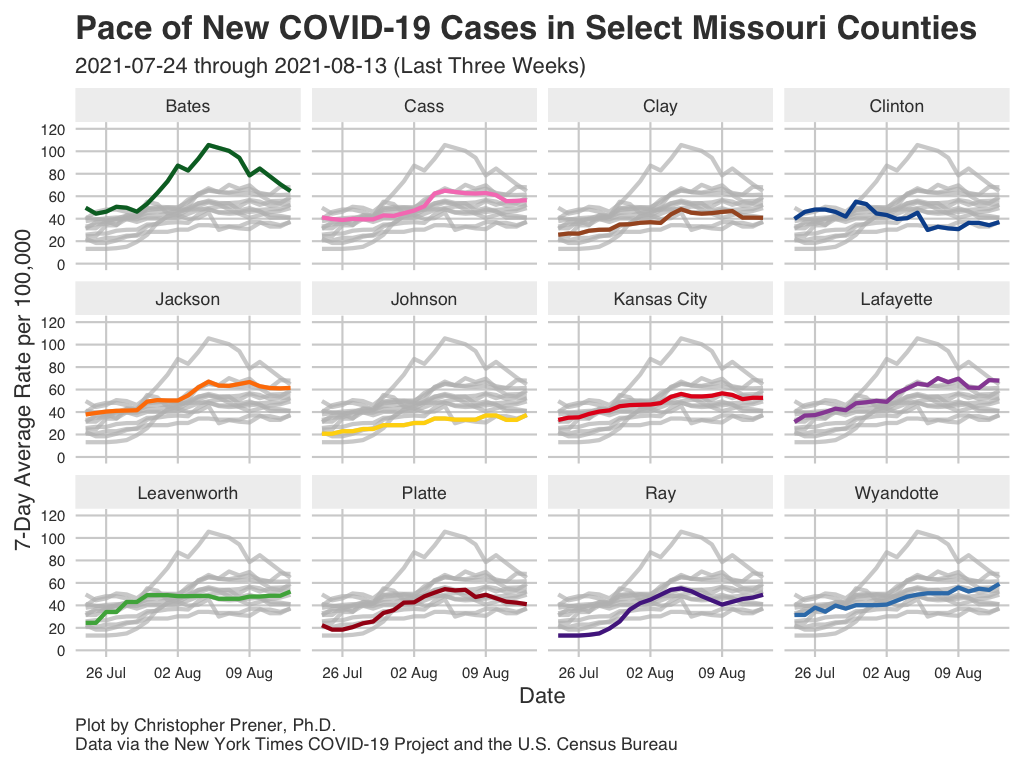 Pace of New COVID-19 Cases in Select Missouri Counties
2021-07-24 through 2021-08-13 (Last Three Weeks)
7-Day Average Rate per 100,000
Bates Cass Clay Clinton
120
100
80
60
40
20
0
Jackson Johnson Kansas City Lafayette
120
100
80
60
40
20
0
Leavenworth Platte Ray Wyandotte
120
100
80
60
40
20
0
26 Jul 02 Aug 09 Aug 26 Jul 02 Aug 09 Aug 26 Jul 02 Aug 09 Aug 26 Jul 02 Aug 09 Aug
Date
Plot by Christopher Prener, Ph.D.
Data via the New York Times COVID-19 Project and the U.S. Census Bureau